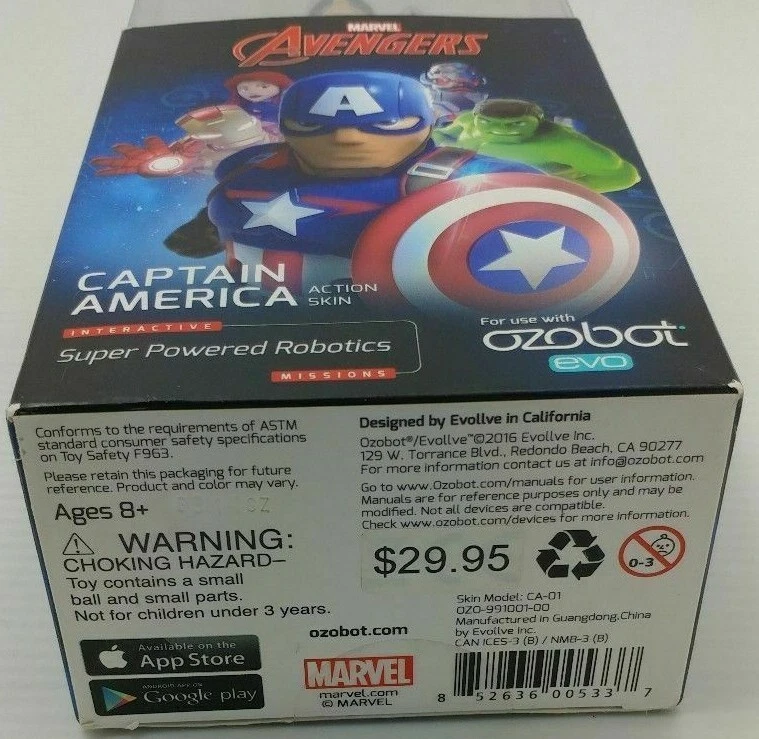 MARVEL
AVENGERS
A
CAPTAIN
AMERICA ACTION
SKIN
INTERACTIVE
Super Powered Robotics
MISSIONS
For use with
ozobot
evo
Conforms to the requirements of ASTM
standard consumer safety specifications
on Toy Safety F963.
Please retain this packaging for future
reference. Product and color may vary.
Ages 8+
WARNING:
CHOKING HAZARD–
Toy contains a small
ball and small parts.
Not for children under 3 years.
Available on the
App Store
ANDROID APP ON
Google play
Designed by Evollve in California
Ozobot®/Evollve™©2016 Evollve Inc.
129 W. Torrance Blvd., Redondo Beach, CA 90277
For more information contact us at info@ozobot.com
Go to www.Ozobot.com/manuals for user information.
Manuals are for reference purposes only and may be
modified. Not all devices are compatible.
Check www.ozobot.com/devices for more information.
$29.95
0-3
ozobot.com
MARVEL
marvel.com
© MARVEL
Skin Model: CA-01
OZO-991001-00
Manufactured in Guangdong,China
by Evollve Inc.
CAN ICES-3 (B) / NMB-3 (B)
8 52636 00533 7